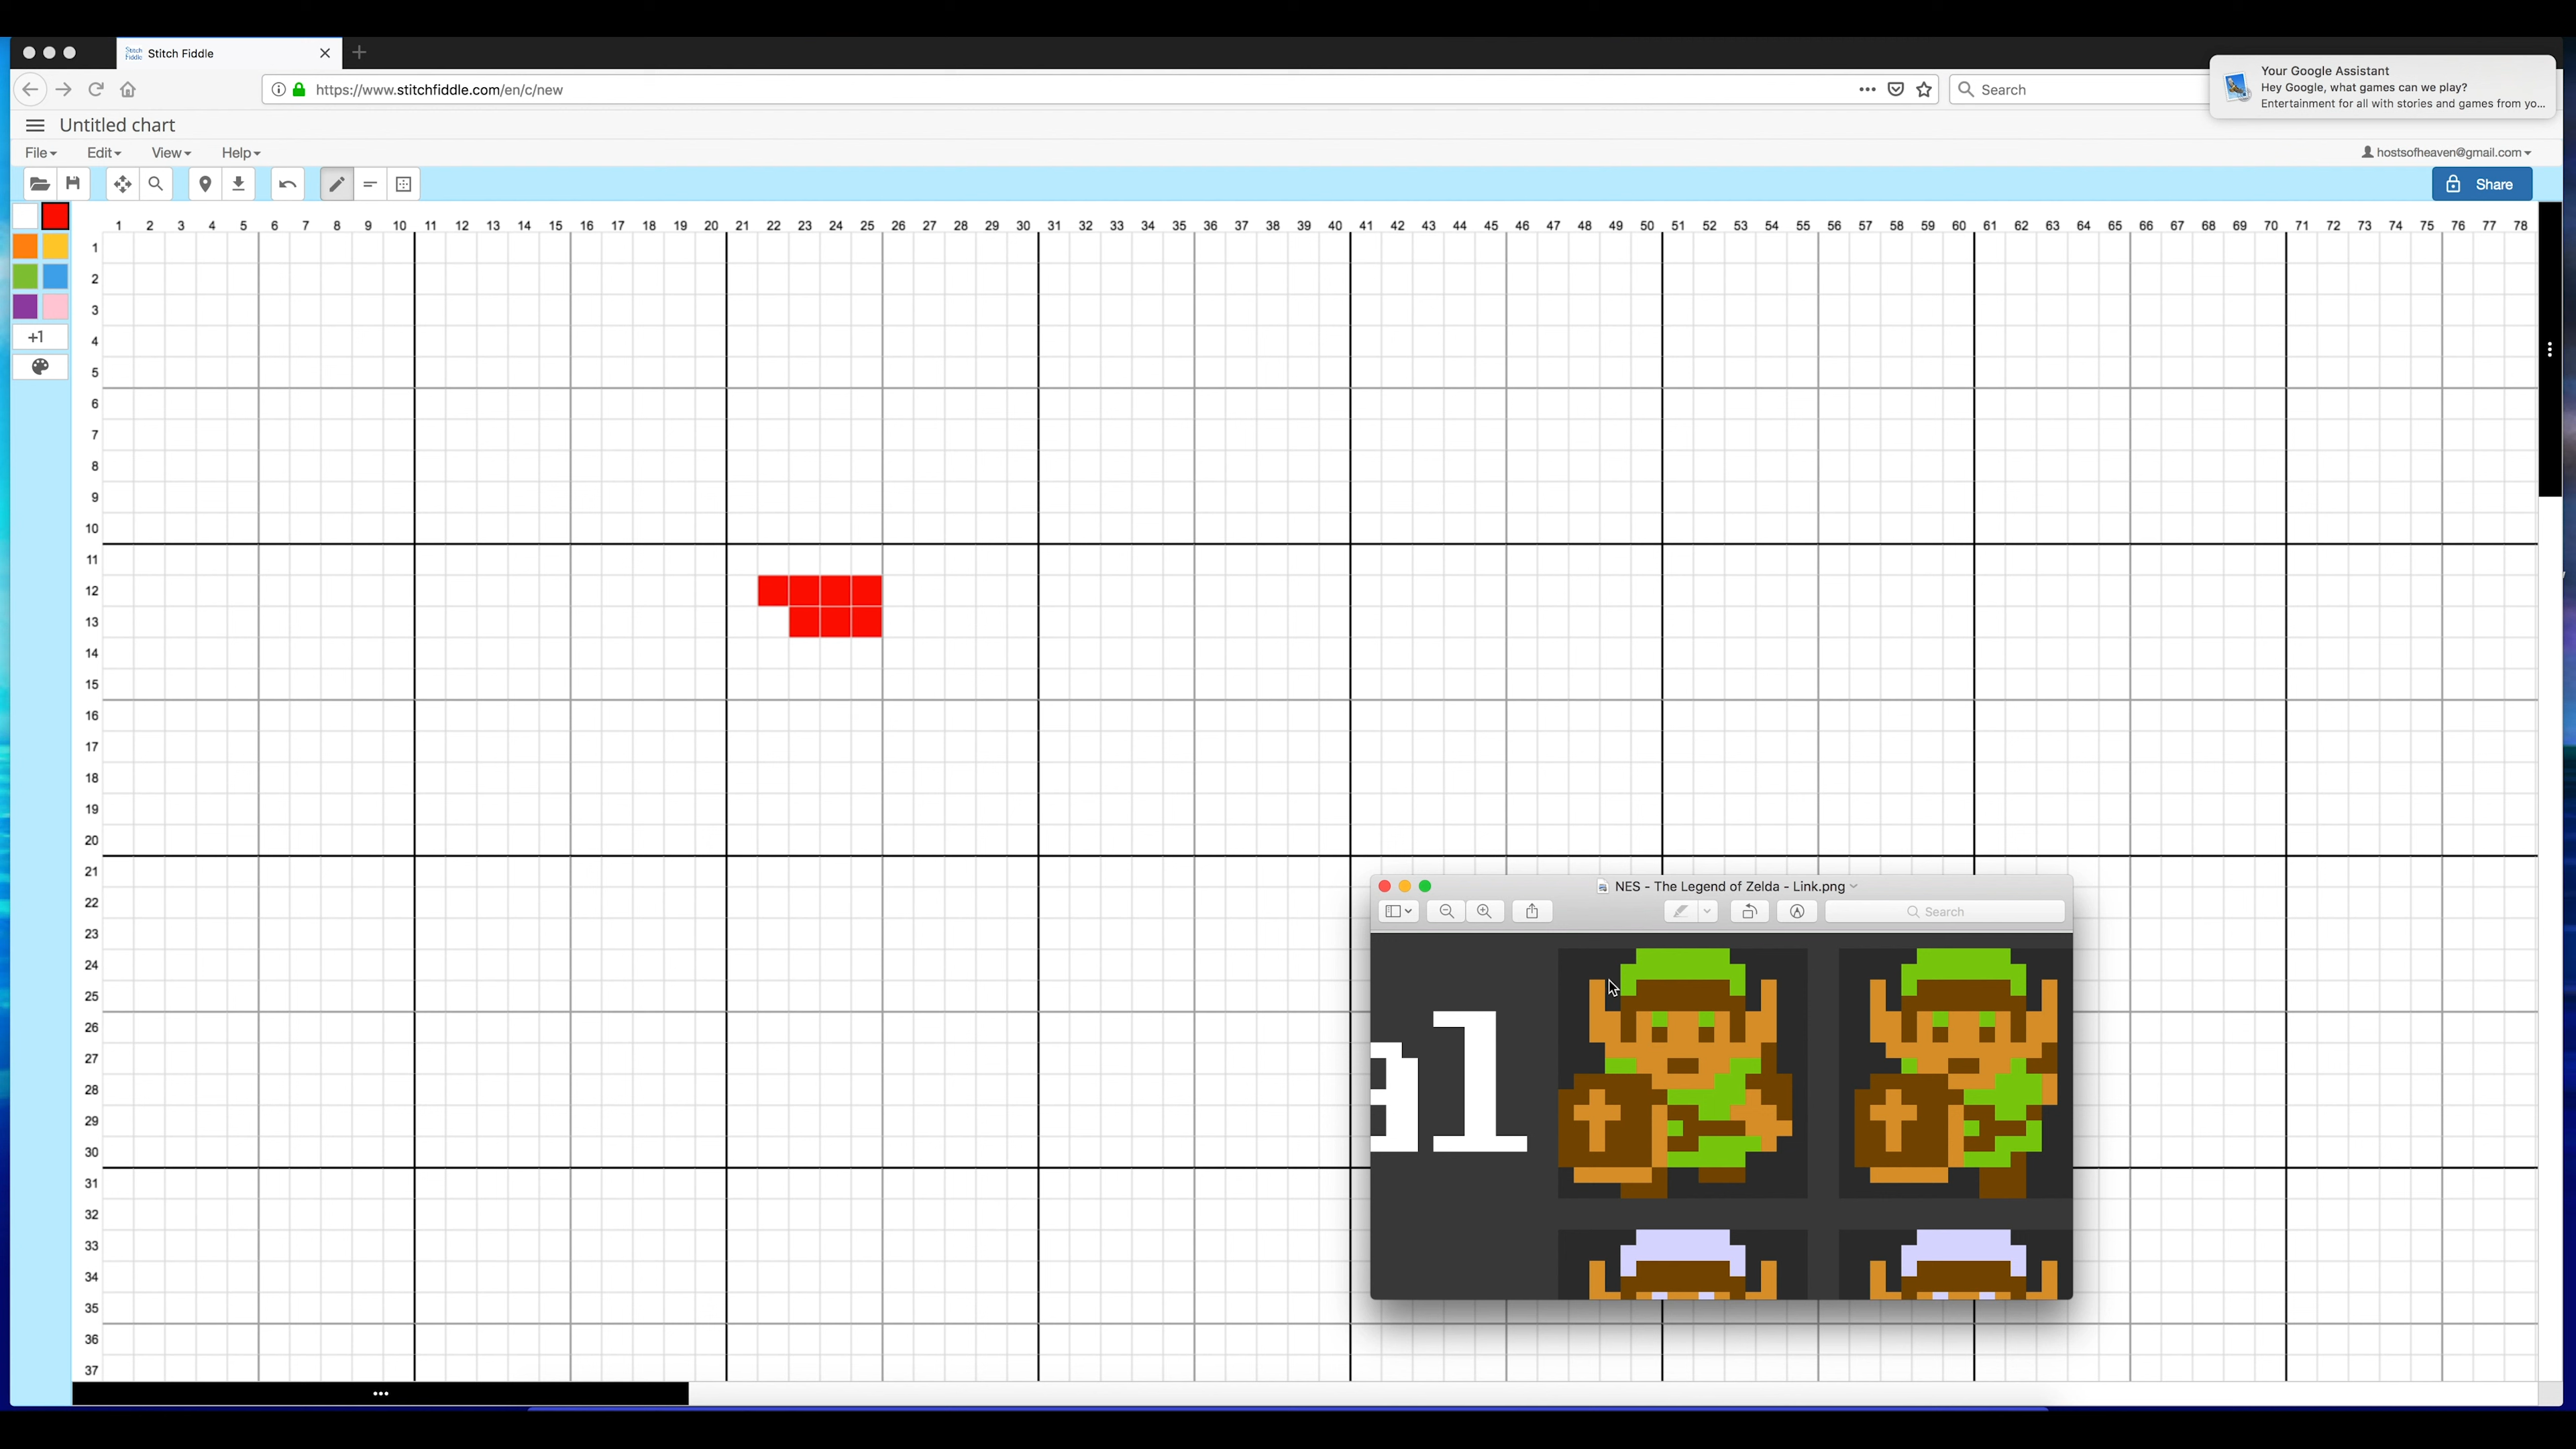 Stitch Fiddle Stitch Fiddle
https://www.stitchfiddle.com/en/c/new
Search
Your Google Assistant
Hey Google, what games can we play?
Entertainment for all with stories and games from yo...
Untitled chart
File Edit View Help
hostsofheaven@gmail.com
Share
1 2 3 4 5 6 7 8 9 10 11 12 13 14 15 16 17 18 19 20 21 22 23 24 25 26 27 28 29 30 31 32 33 34 35 36 37 38 39 40 41 42 43 44 45 46 47 48 49 50 51 52 53 54 55 56 57 58 59 60 61 62 63 64 65 66 67 68 69 70 71 72 73 74 75 76 77 78
+1
1
2
3
4
5
6
7
8
9
10
11
12
13
14
15
16
17
18
19
20
21
22
23
24
25
26
27
28
29
30
31
32
33
34
35
36
37
NES - The Legend of Zelda - Link.png
Search